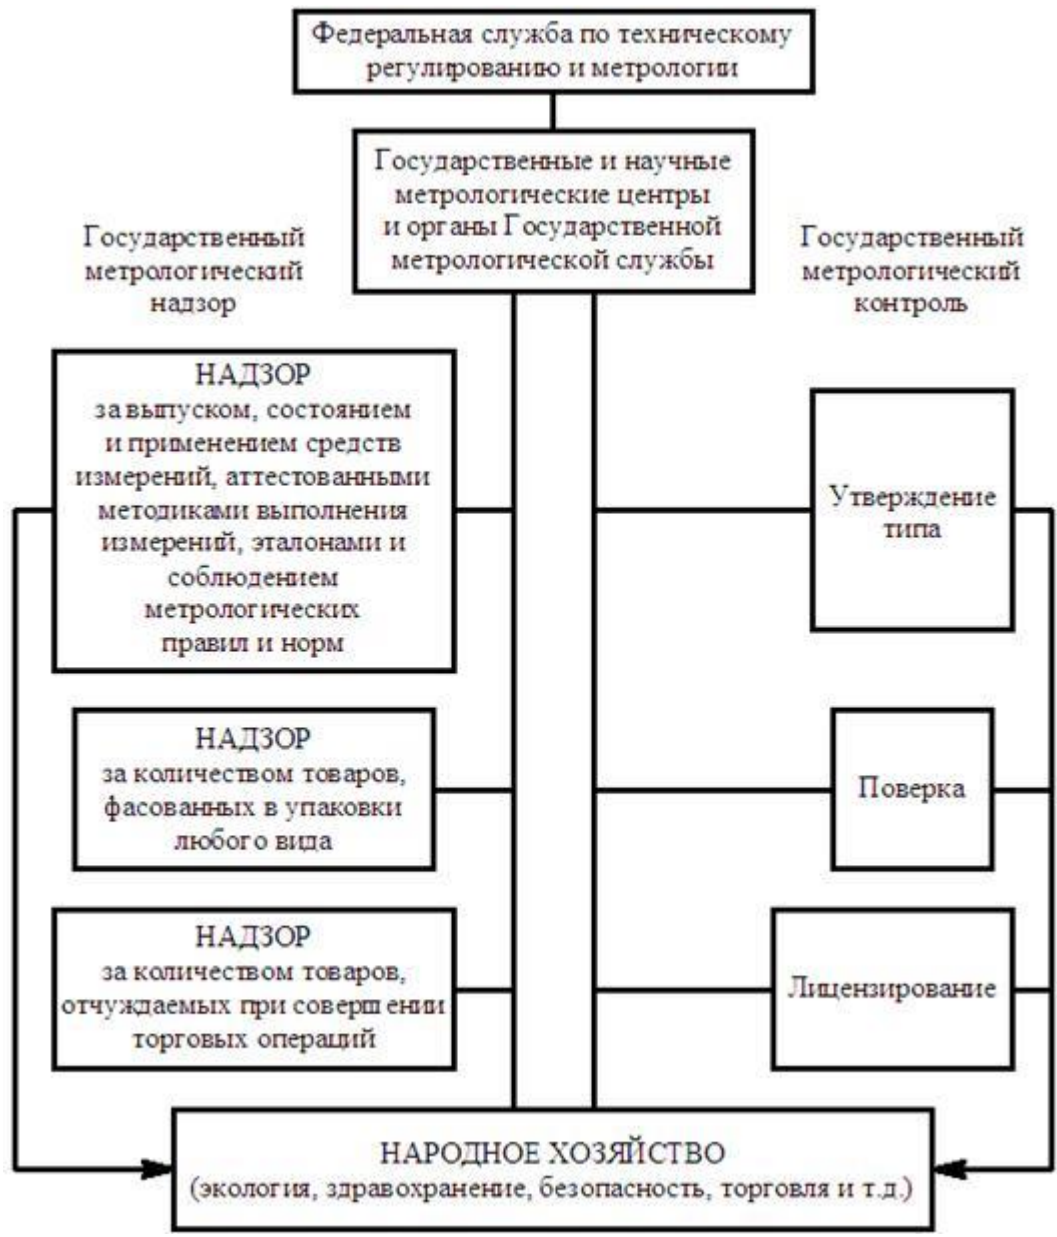 Федеральная служба по техническому
регулированию и метрологии
Государственные и научные
метрологические центры
и органы Государственной
метрологической службы
Государственный
метрологический
надзор
Государственный
метрологический
контроль
НАДЗОР
за выпуском, состоянием
и применением средств
измерений, аттестованными
методиками выполнения
измерений, эталонами и
соблюдением
метрологических
правил и норм
Утверждение
типа
НАДЗОР
за количеством товаров,
фасованных в упаковки
любого вида
Поверка
НАДЗОР
за количеством товаров,
отчуждаемых при совершении
торговых операций
Лицензирование
НАРОДНОЕ ХОЗЯЙСТВО
(экология, здравохранение, безопасность, торговля и т.д.)